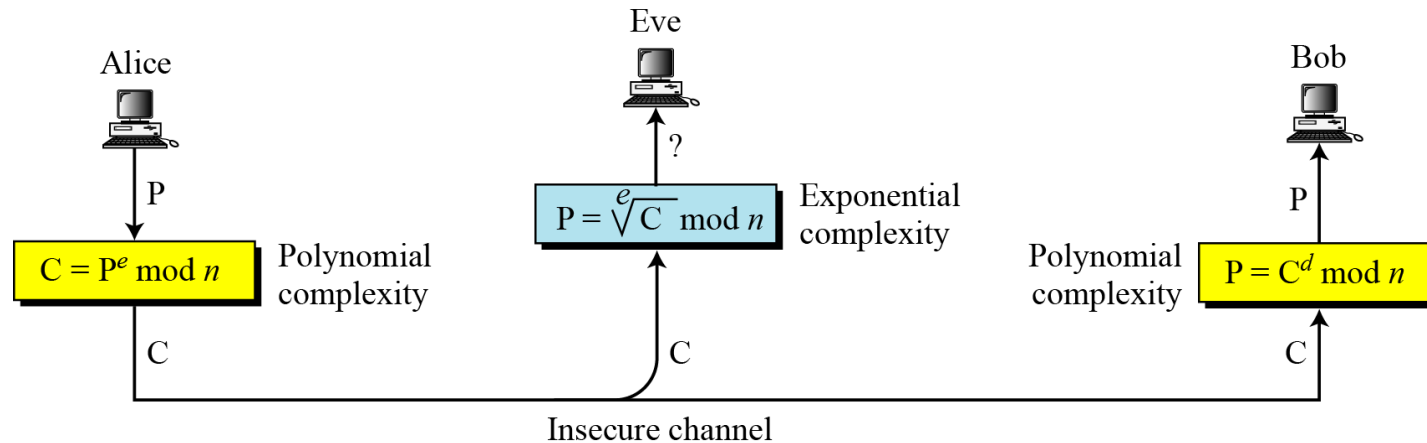 Eve
Alice
Bob
?
P
P = ᵉ√C mod n
Exponential
complexity
P
C = Pᵉ mod n
Polynomial
complexity
Polynomial
complexity
P = Cᵈ mod n
C
C
C
Insecure channel